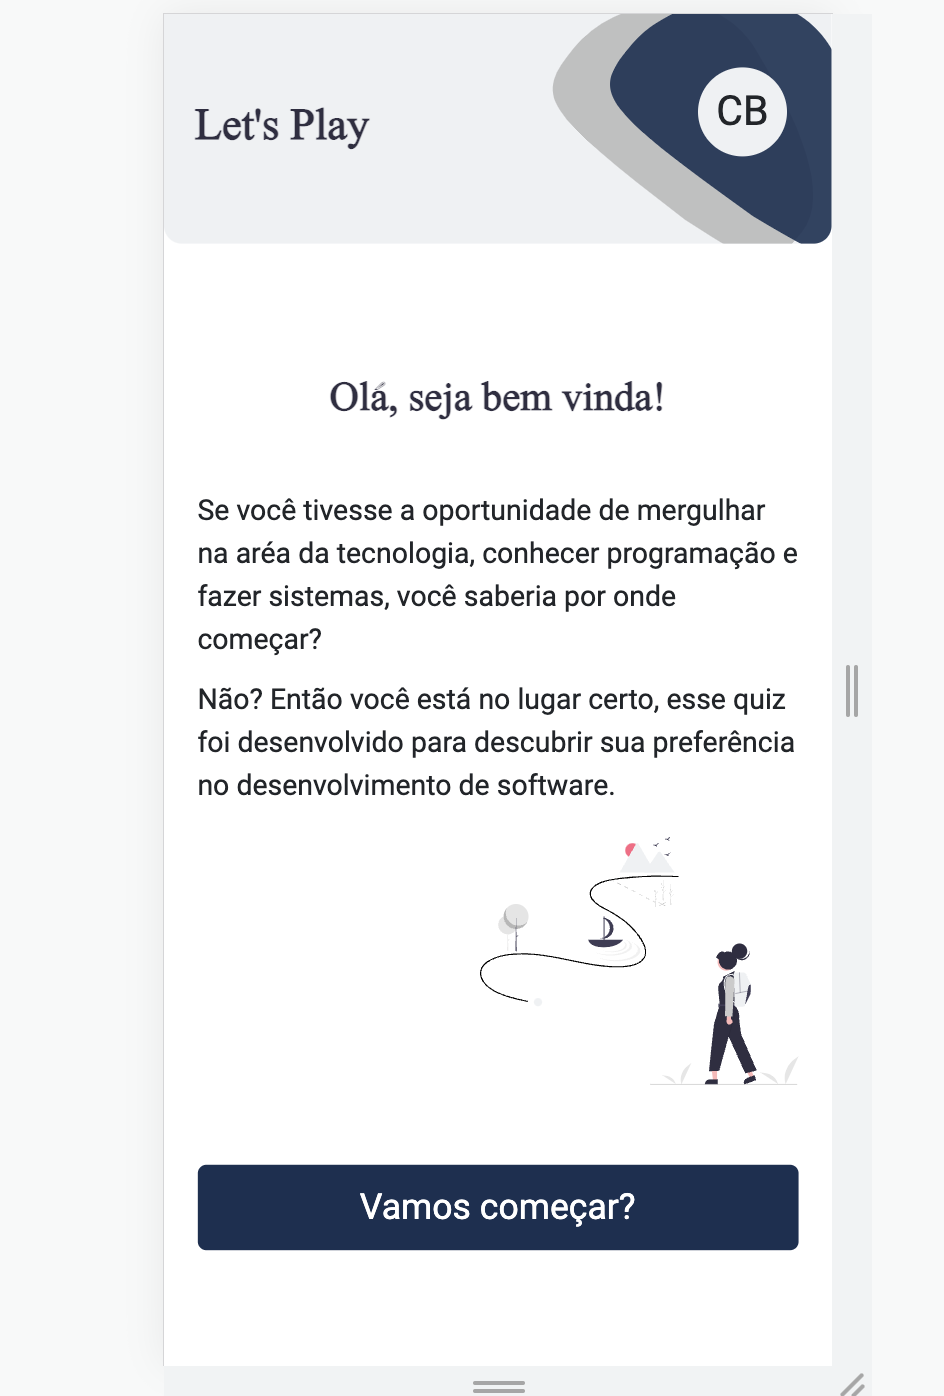 Let's Play
CB
Olá, seja bem vinda!
Se você tivesse a oportunidade de mergulhar
na aréa da tecnologia, conhecer programação e
fazer sistemas, você saberia por onde
começar?
Não? Então você está no lugar certo, esse quiz
foi desenvolvido para descubrir sua preferência
no desenvolvimento de software.
Vamos começar?